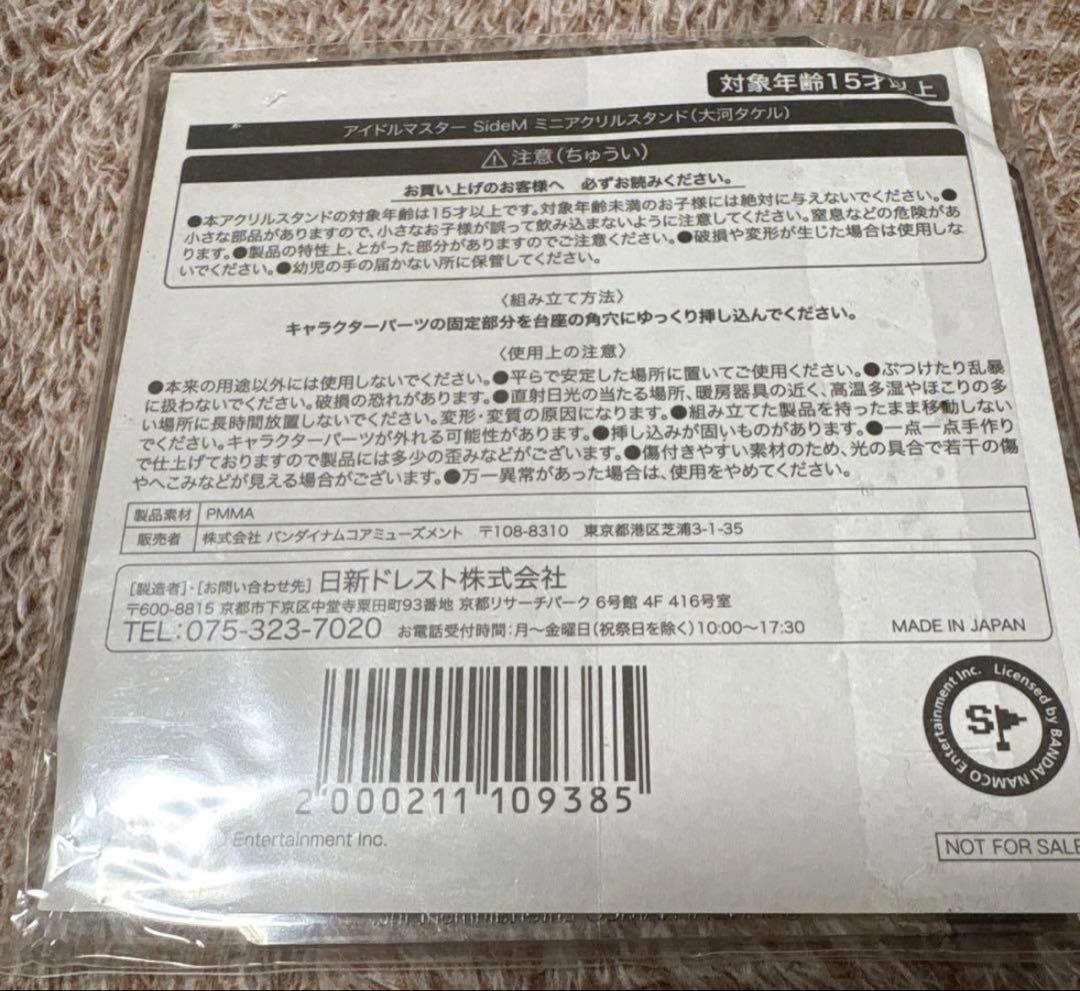 対象年齢15才以上
アイドルマスター SideM ミニアクリルスタンド(大河タケル)
⚠注意(ちゅうい)
お買い上げのお客様へ 必ずお読みください。
●本アクリルスタンドの対象年齢は15才以上です。対象年齢未満のお子様には絶対に与えないでください。●
小さな部品がありますので、小さなお子様が誤って飲み込まないように注意してください。窒息などの危険があ
ります。●製品の特性上、とがった部分がありますのでご注意ください。●破損や変形が生じた場合は使用しな
いでください。●幼児の手の届かない所に保管してください。
〈組み立て方法〉
キャラクターパーツの固定部分を台座の角穴にゆっくり挿し込んでください。
〈使用上の注意〉
●本来の用途以外には使用しないでください。●平らで安定した場所に置いてご使用ください。●ぶつけたり乱暴
に扱わないでください。破損の恐れがあります。●直射日光の当たる場所、暖房器具の近く、高温多湿やほこりの多
い場所に長時間放置しないでください。変形・変質の原因になります。●組み立てた製品を持ったまま移動しない
でください。キャラクターパーツが外れる可能性があります。●挿し込みが固いものがあります。●一点一点手作り
で仕上げておりますので製品には多少の歪みなどがございます。●傷付きやすい素材のため、光の具合で若干の傷
やへこみなどが見える場合がございます。●万一異常があった場合は、使用をやめてください。
製品素材 PMMA
販売者 株式会社 バンダイナムコアミューズメント 〒108-8310 東京都港区芝浦3-1-35
[製造者]・[お問い合わせ先] 日新ドレスト株式会社
〒600-8815 京都市下京区中堂寺粟田町93番地 京都リサーチパーク 6号館 4F 416号室
TEL:075-323-7020 お電話受付時間:月～金曜日(祝祭日を除く)10:00～17:30 MADE IN JAPAN
Licensed by BANDAI NAMCO Entertainment Inc.
2 000211 109385
Entertainment Inc.
NOT FOR SALE